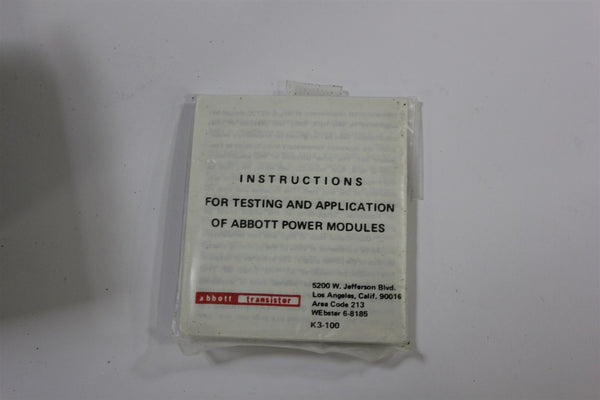 INSTRUCTIONS
FOR TESTING AND APPLICATION
OF ABBOTT POWER MODULES
abbott transistor
5200 W. Jefferson Blvd.
Los Angeles, Calif. 90016
Area Code 213
WEbster 6-8185
K3-100